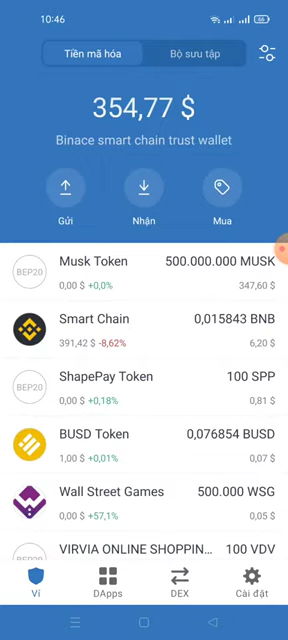 10:46
66
Tiền mã hóa
Bộ sưu tập
354,77 $
Binace smart chain trust wallet
Gửi
Nhận
Mua
BEP20
Musk Token
500.000.000 MUSK
0,00 $ +0,0%
347,60 $
Smart Chain
0,015843 BNB
391,42 $ -8,62%
6,20 $
BEP20
ShapePay Token
100 SPP
0,00 $ +0,18%
0,81 $
BUSD Token
0,076854 BUSD
1,00 $ +0,01%
0,07 $
Wall Street Games
500.000 WSG
0,00 $ +57,1%
0,05 $
BEP20
VIRVIA ONLINE SHOPPIN...
100 VDV
Ví
DApps
DEX
Cài đặt